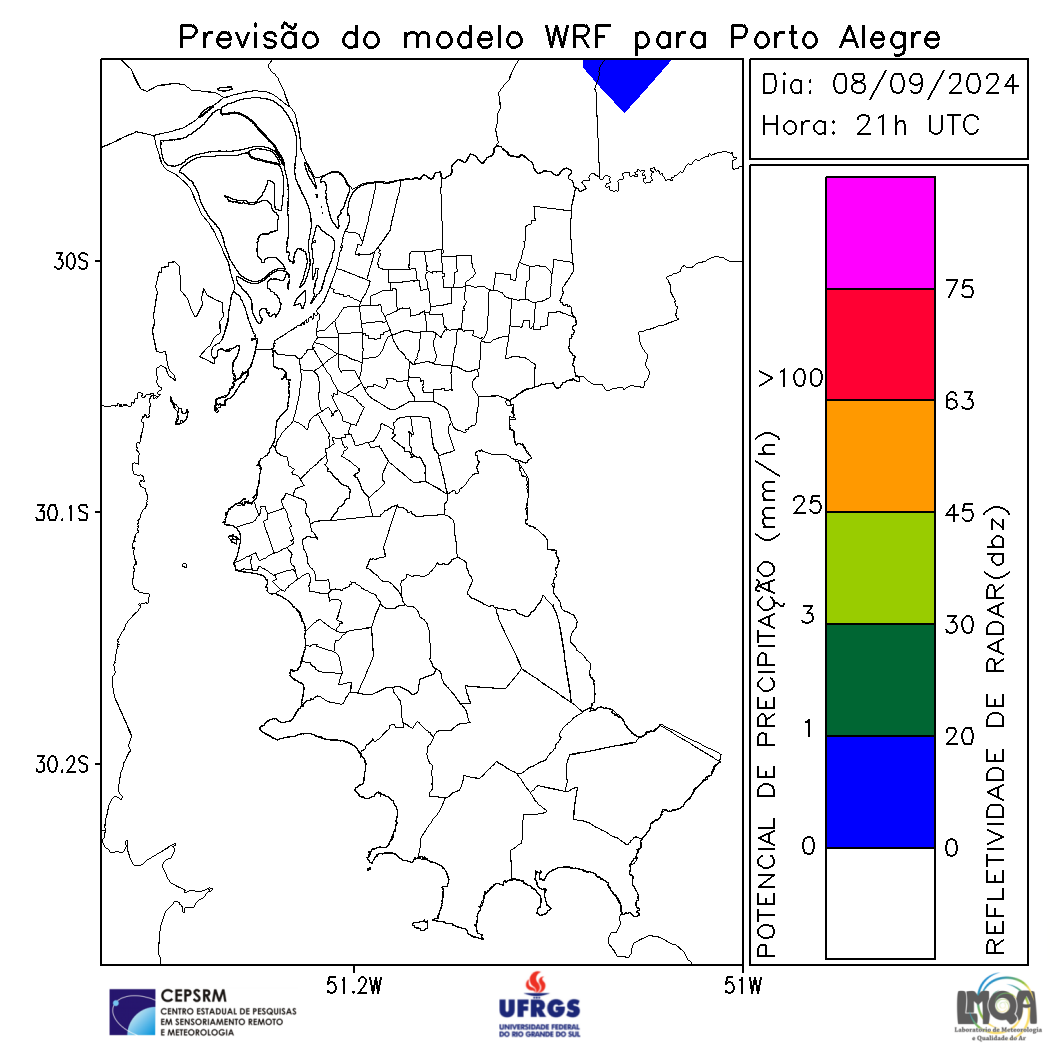 Previsão do modelo WRF para Porto Alegre
Dia: 08/09/2024
Hora: 21h UTC
30S
30.1S
30.2S
51.2W
51W
POTENCIAL DE PRECIPITAÇÃO (mm/h)
>100
25
3
1
0
75
63
45
30
20
0
REFLETIVIDADE DE RADAR(dbz)
CEPSRM
CENTRO ESTADUAL DE PESQUISAS
EM SENSORIAMENTO REMOTO
E METEOROLOGIA
UFRGS
UNIVERSIDADE FEDERAL
DO RIO GRANDE DO SUL
LMQA
Laboratório de Meteorologia
e Qualidade do Ar